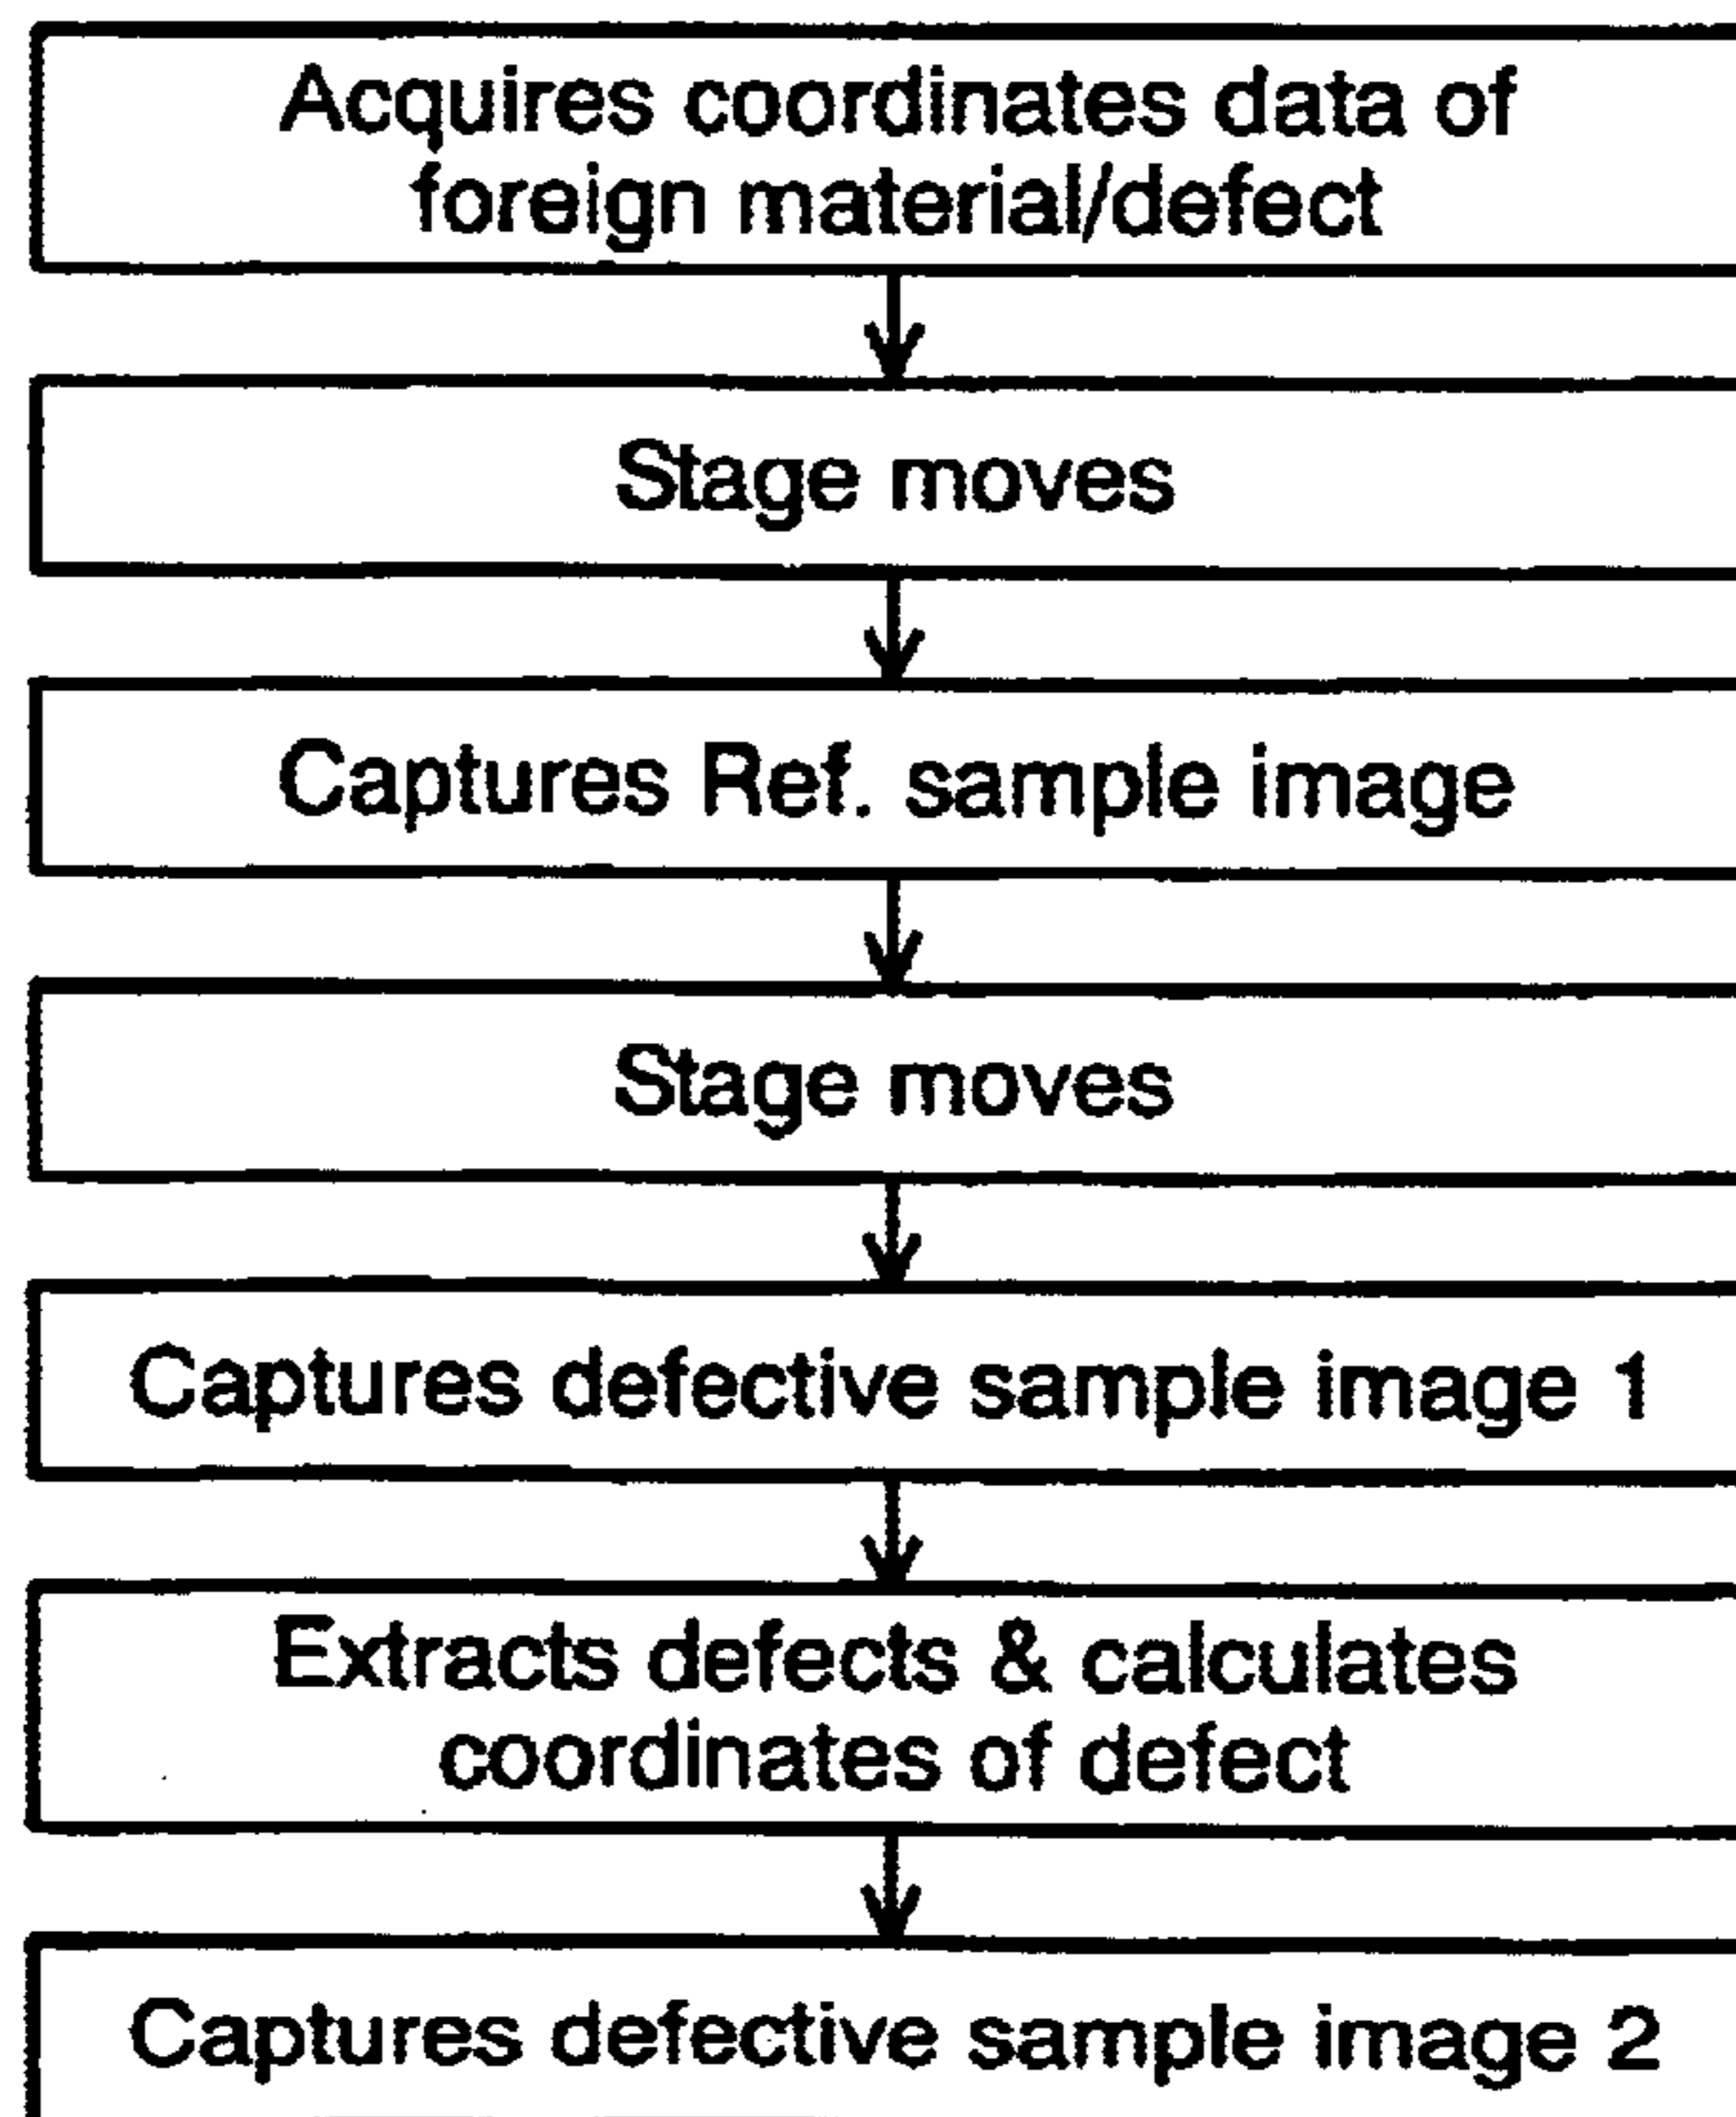 Acquires coordinates data of
foreign material/defect
Stage moves
Captures Ref. sample image
Stage moves
Captures defective sample image 1
Extracts defects & calculates
coordinates of defect
Captures defective sample image 2